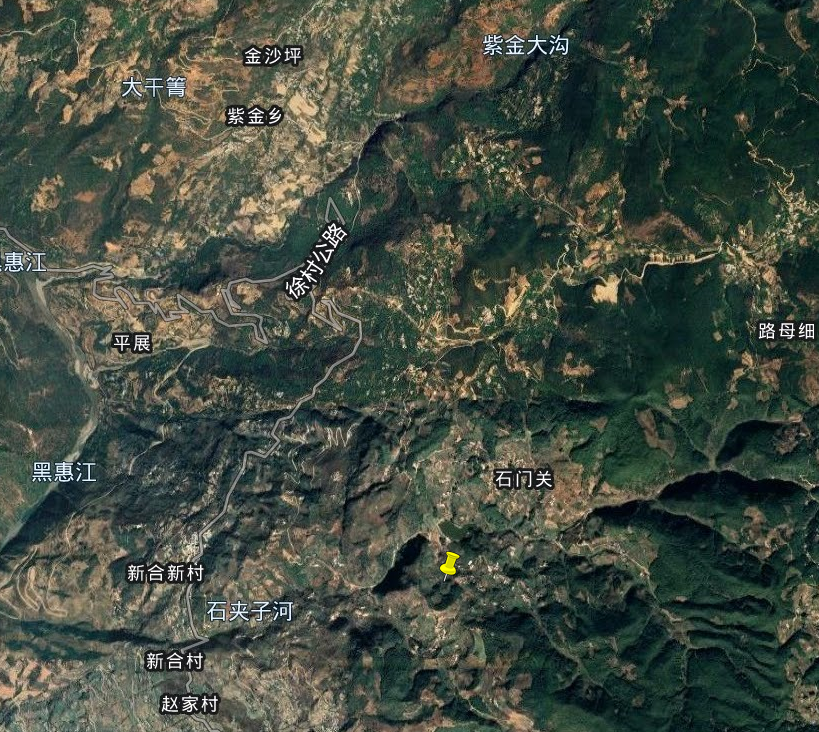 紫金大沟
金沙坪
大干箐
紫金乡
徐村公路
惠江
路母细
平展
石门关
黑惠江
新合新村
石夹子河
新合村
赵家村